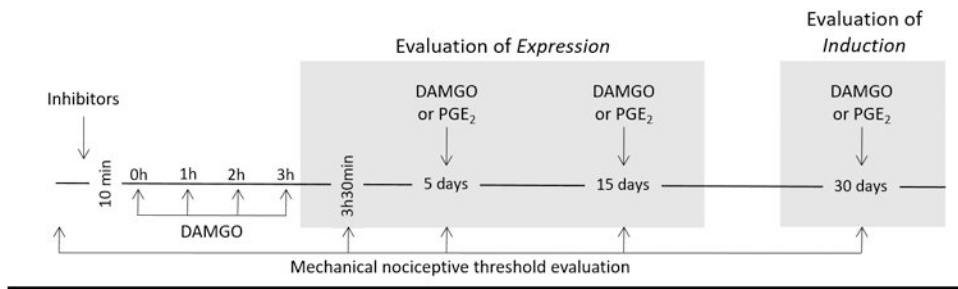 Evaluation of Expression
Evaluation of
Induction
Inhibitors
DAMGO
or PGE₂
DAMGO
or PGE₂
DAMGO
or PGE₂
10 min
0h 1h 2h 3h
3h30min
5 days
15 days
30 days
DAMGO
Mechanical nociceptive threshold evaluation